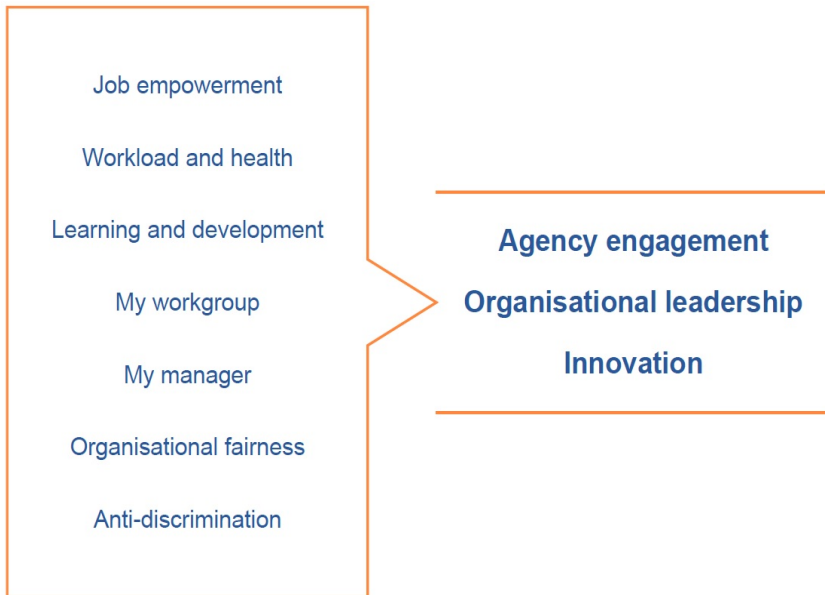 Job empowerment
Workload and health
Learning and development
My workgroup
My manager
Organisational fairness
Anti-discrimination
Agency engagement
Organisational leadership
Innovation